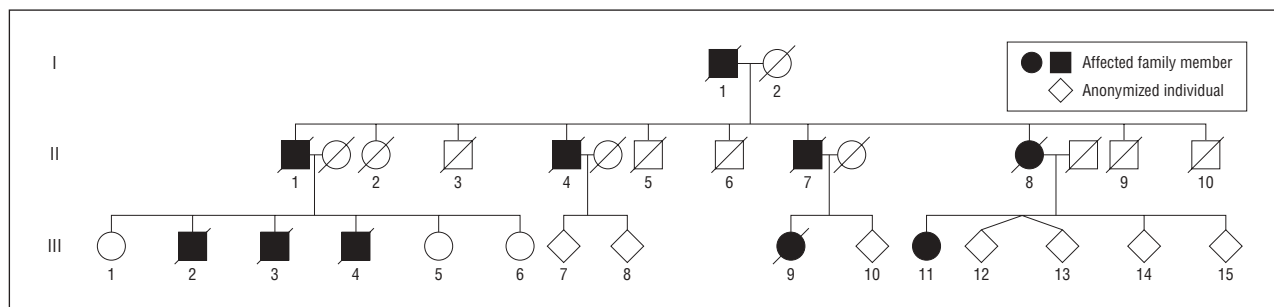 I
1 2
Affected family member
Anonymized individual
II
1 2 3 4 5 6 7 8 9 10
III
1 2 3 4 5 6 7 8 9 10 11 12 13 14 15